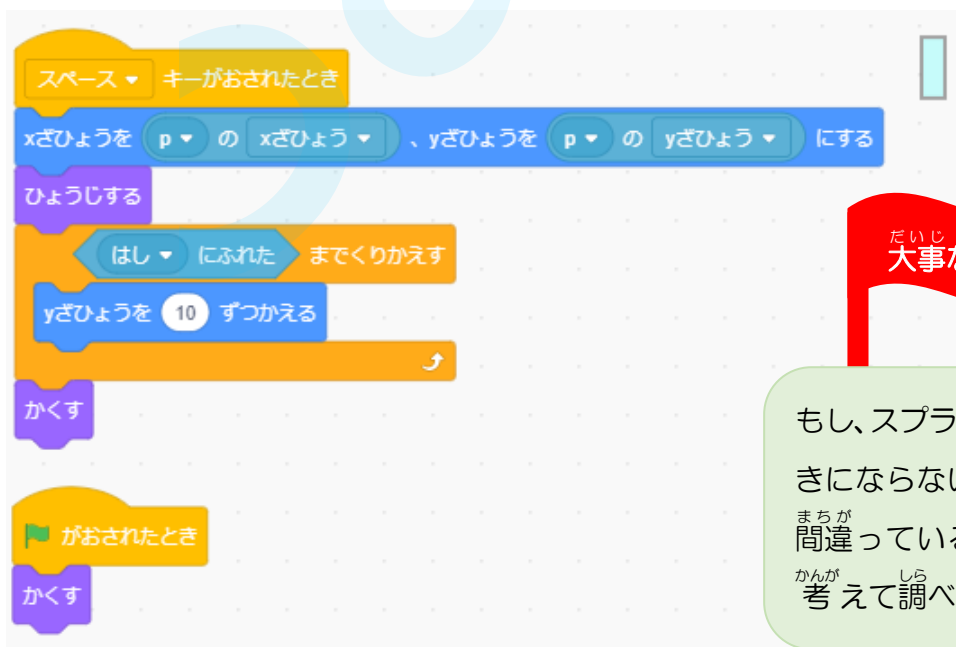 スペース キーがおされたとき
xざひょうを p の xざひょう 、yざひょうを p の yざひょう にする
ひょうじする
はし にふれた までくりかえす
yざひょうを 10 ずつかえる
かくす
がおされたとき
かくす
だいじ
大事
もし、スプラ
きにならない
まちが
間違っている
かんが しら
考えて調べ